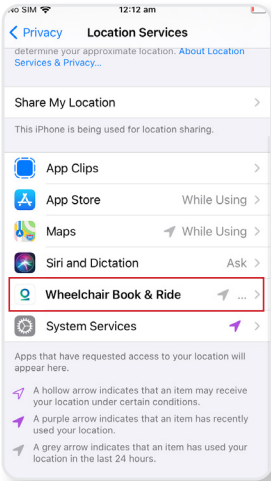 No SIM 12:12 am
Privacy Location Services
determine your approximate location. About Location
Services & Privacy...
Share My Location
This iPhone is being used for location sharing.
App Clips
App Store While Using
Maps While Using
Siri and Dictation Ask
Wheelchair Book & Ride ...
System Services
Apps that have requested access to your location will
appear here.
A hollow arrow indicates that an item may receive
your location under certain conditions.
A purple arrow indicates that an item has recently
used your location.
A grey arrow indicates that an item has used your
location in the last 24 hours.